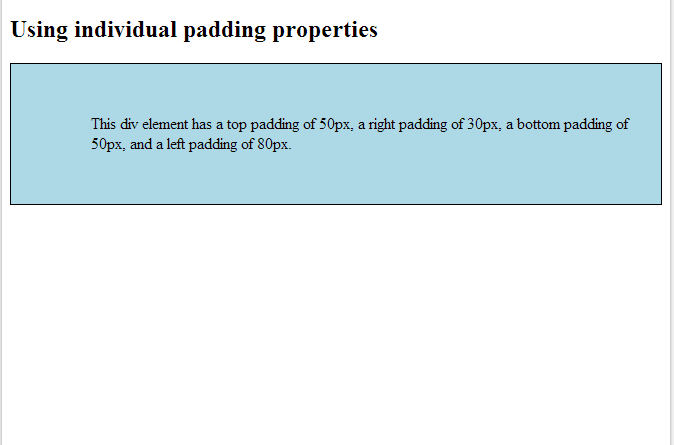 Using individual padding properties
This div element has a top padding of 50px, a right padding of 30px, a bottom padding of
50px, and a left padding of 80px.